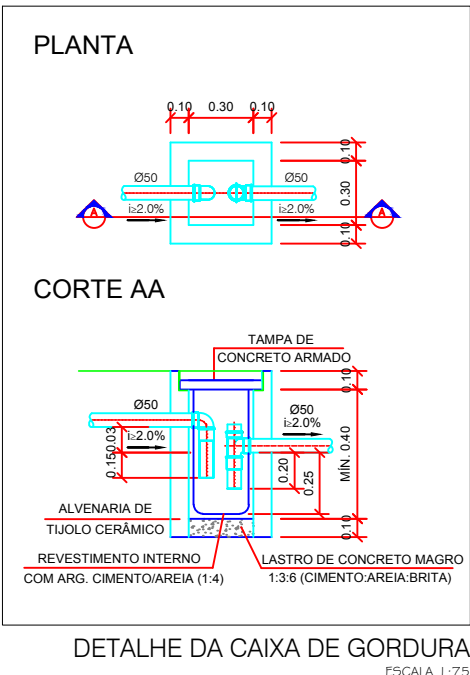 PLANTA
0.10 0.30 0.10
Ø50 Ø50
0.10
0.30
0.10
A A
i≥2.0% i≥2.0%
CORTE AA
TAMPA DE
CONCRETO ARMADO
0.10
Ø50 Ø50
i≥2.0%
i≥2.0%
0.03
0.15
0.20
0.25
MÍN. 0.40
0.10
ALVENARIA DE
TIJOLO CERÂMICO
REVESTIMENTO INTERNO
COM ARG. CIMENTO/AREIA (1:4)
LASTRO DE CONCRETO MAGRO
1:3:6 (CIMENTO:AREIA:BRITA)
DETALHE DA CAIXA DE GORDURA
ESCALA 1:75